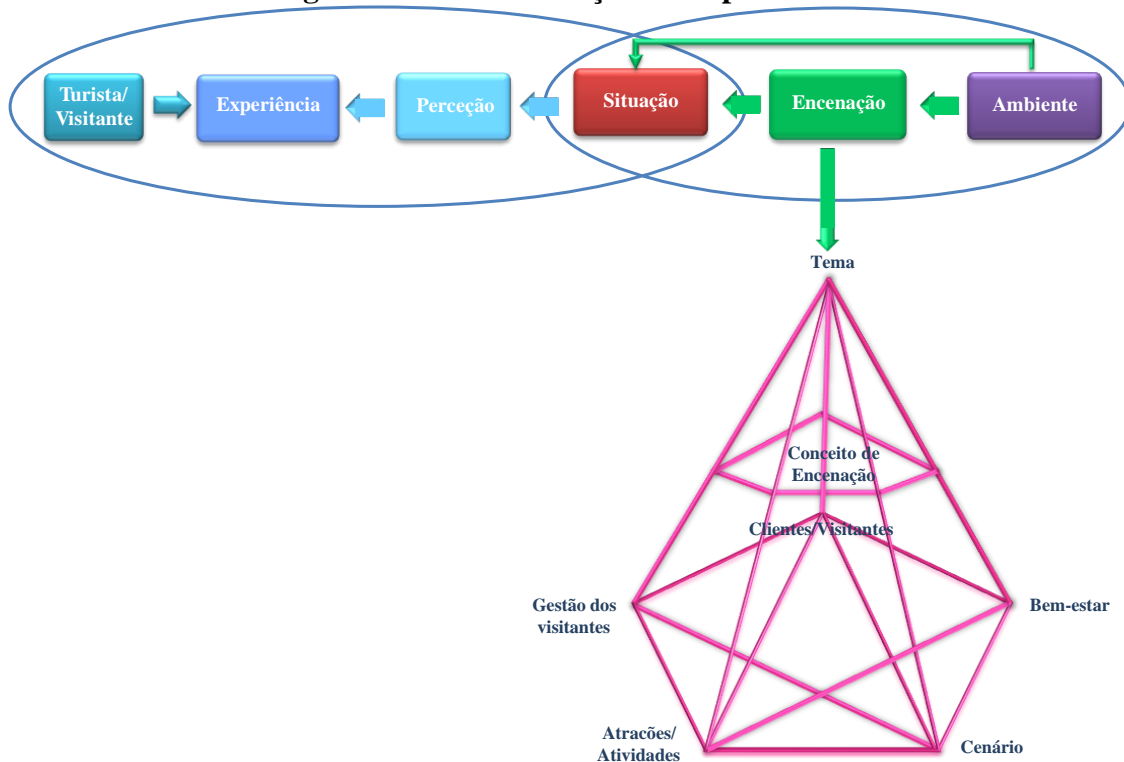 Turista/
Visitante
Experiência
Perceção
Situação
Encenação
Ambiente
Tema
Conceito de
Encenação
Clientes/Visitantes
Gestão dos
visitantes
Bem-estar
Atracões/
Atividades
Cenário